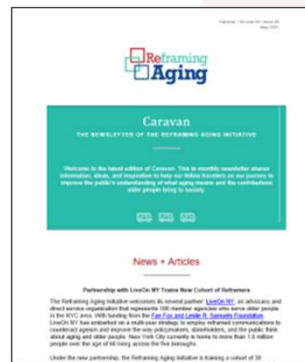 Reframing
Aging
Caravan
THE NEWSLETTER OF THE REFRAMING AGING INITIATIVE
Welcome to the latest edition of Caravan. This bi-monthly newsletter shares
information, ideas, and inspiration to help our fellow travelers on our journey to
improve the public's understanding of what aging means and the contributions
older people bring to society.
News + Articles
Partnership with LiveOn NY Trains New Cohort of Reframers
The Reframing Aging Initiative welcomes its newest partner, LiveOn NY, an advocacy and
direct service organization that represents 100 member agencies who serve older people
in the NYC area. With funding from the Fan Fox and Leslie R. Samuels Foundation,
LiveOn NY has embarked on a multi-year strategy to employ reframed communications to
counteract ageism and improve the way policymakers, stakeholders, and the public think
about aging and older people. New York City currently is home to more than 1.8 million
people over the age of 60 living across the five boroughs.
Under the new partnership, the Reframing Aging Initiative is training a cohort of 30